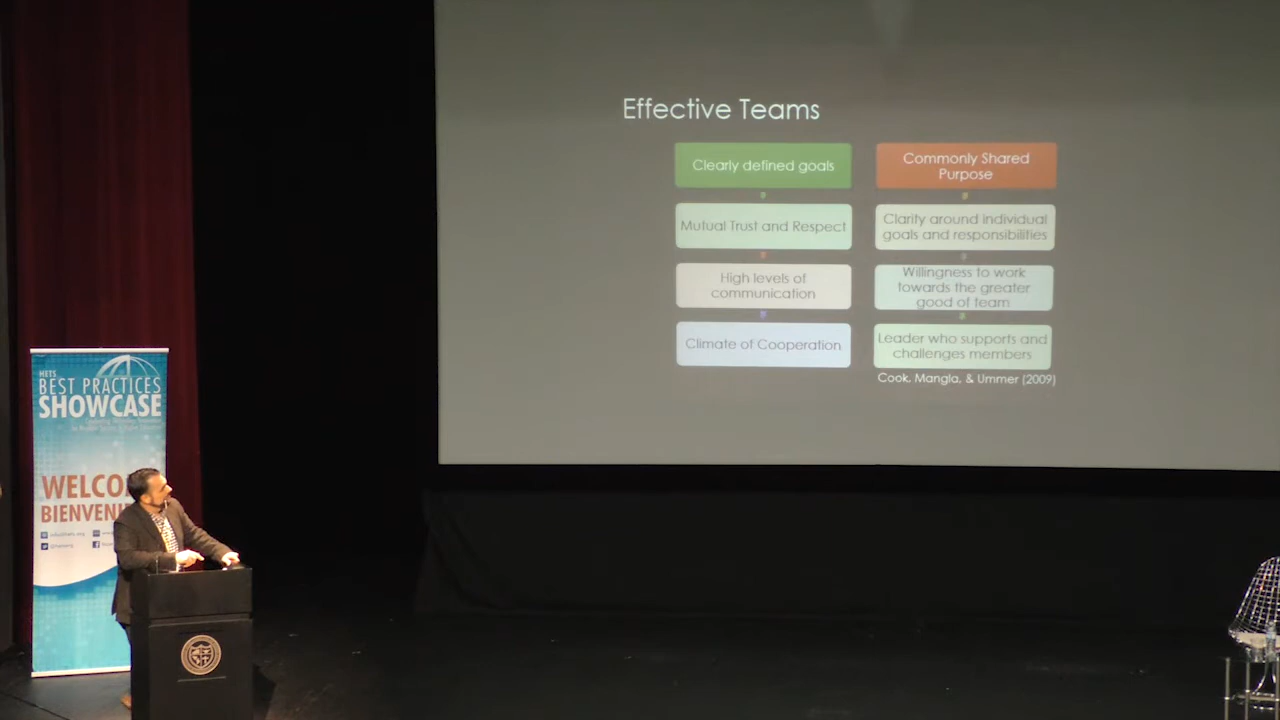 Effective Teams
Clearly defined goals
Mutual Trust and Respect
High levels of
communication
Climate of Cooperation
Commonly Shared
Purpose
Clarity around individual
goals and responsibilities
Willingness to work
towards the greater
good of team
Leader who supports and
challenges members
Cook, Mangla, & Ummer (2009)
HETS
BEST PRACTICES
SHOWCASE
WELCO
BIENVENI